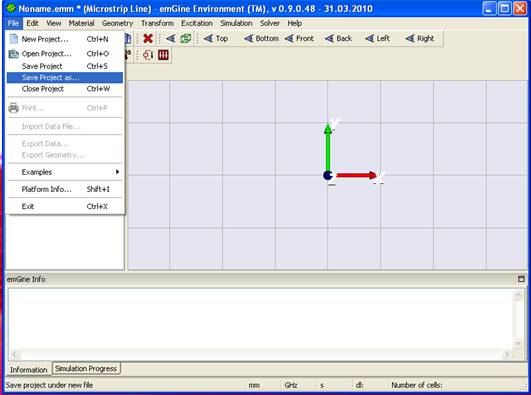 Noname.emm * (Microstrip Line) - emGine Environment (TM), v 0.9.0.48 - 31.03.2010
File Edit View Material Geometry Transform Excitation Simulation Solver Help
Top Bottom Front Back Left Right
New Project... Ctrl+N
Open Project... Ctrl+O
Save Project Ctrl+S
Save Project as...
Close Project Ctrl+W
Print... Ctrl+P
Import Data File...
Export Data...
Export Geometry...
Examples
Platform Info... Shift+I
Exit Ctrl+X
Y
Z X
emGine Info
Information Simulation Progress
Save project under new file mm GHz s dl: Number of cells: